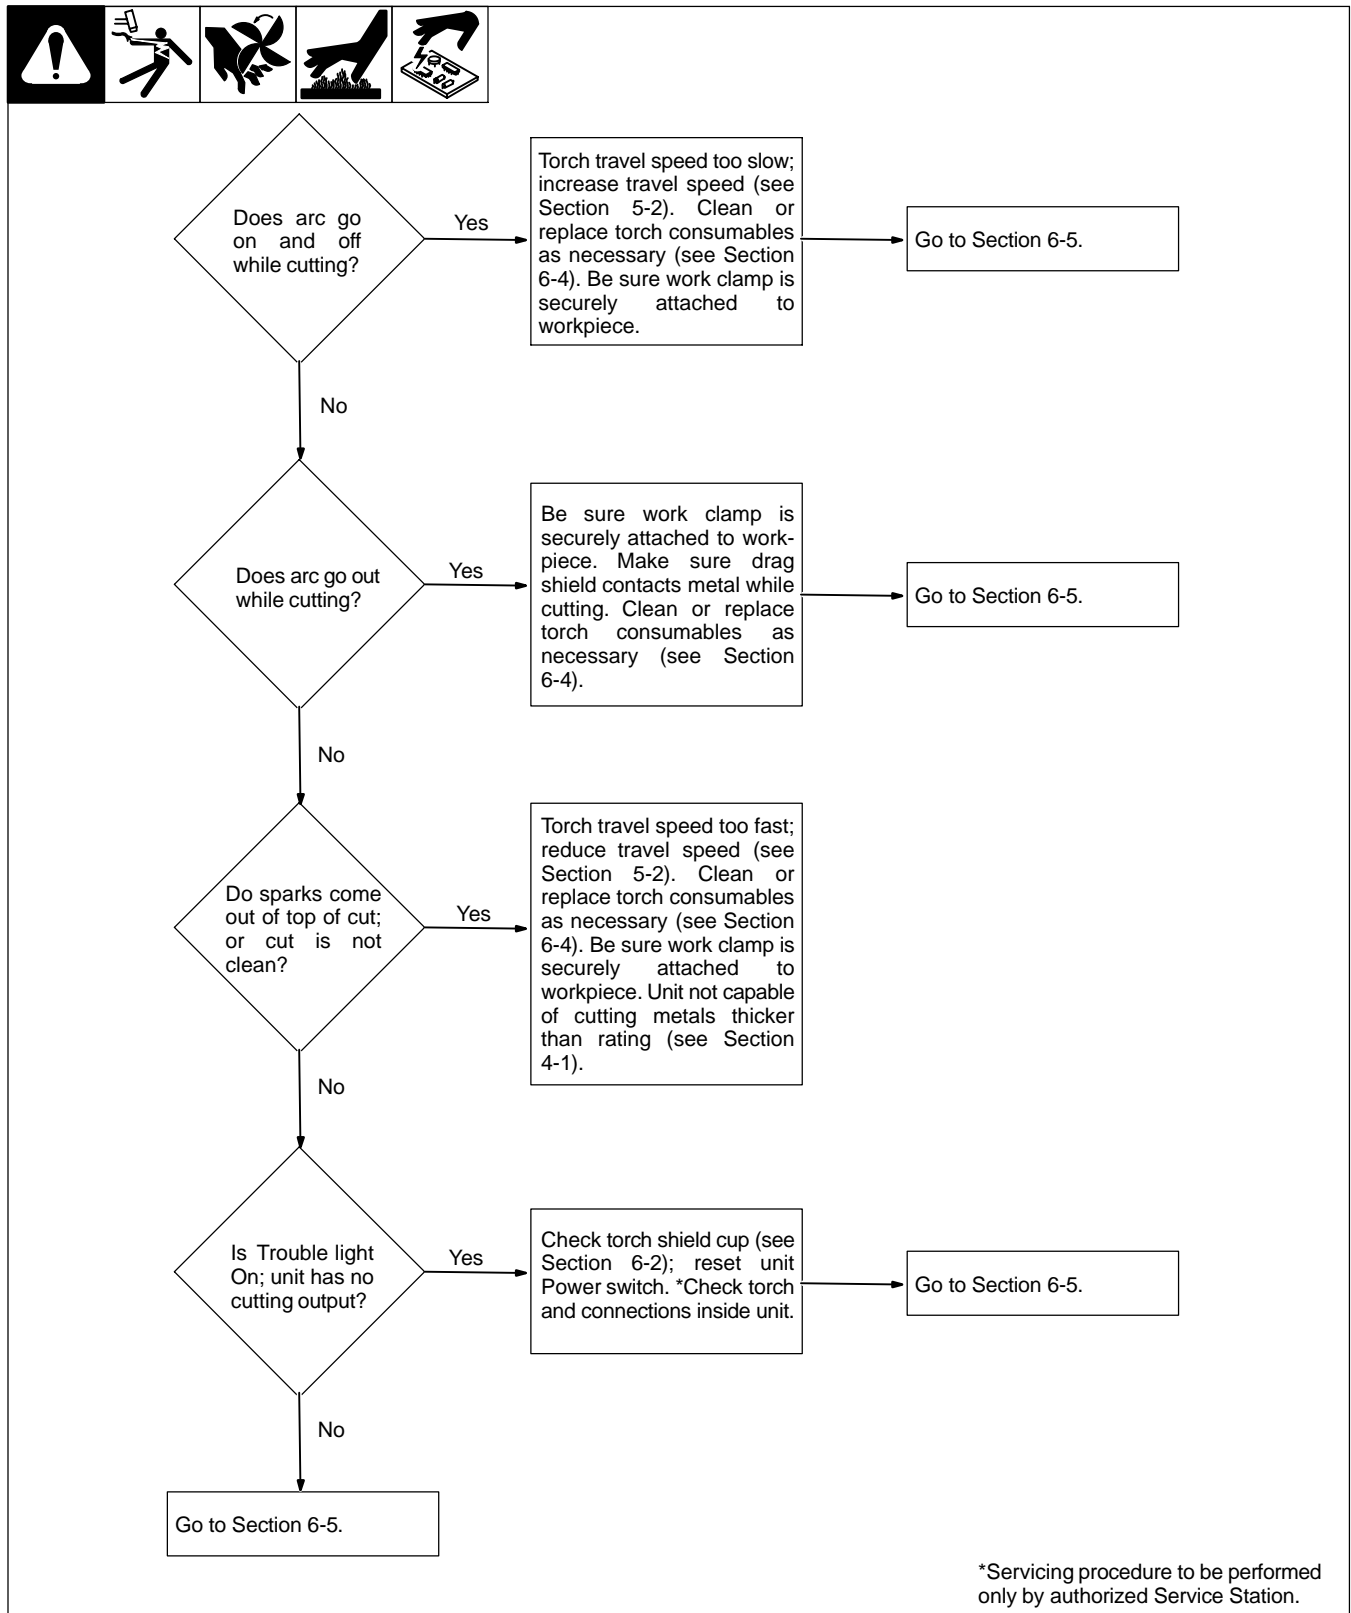 Does arc go
on and off
while cutting?
Yes
Torch travel speed too slow;
increase travel speed (see
Section 5-2). Clean or
replace torch consumables
as necessary (see Section
6-4). Be sure work clamp is
securely attached to
workpiece.
Go to Section 6-5.
No
Does arc go out
while cutting?
Yes
Be sure work clamp is
securely attached to work-
piece. Make sure drag
shield contacts metal while
cutting. Clean or replace
torch consumables as
necessary (see Section
6-4).
Go to Section 6-5.
No
Do sparks come
out of top of cut;
or cut is not
clean?
Yes
Torch travel speed too fast;
reduce travel speed (see
Section 5-2). Clean or
replace torch consumables
as necessary (see Section
6-4). Be sure work clamp is
securely attached to
workpiece. Unit not capable
of cutting metals thicker
than rating (see Section
4-1).
No
Is Trouble light
On; unit has no
cutting output?
Yes
Check torch shield cup (see
Section 6-2); reset unit
Power switch. *Check torch
and connections inside unit.
Go to Section 6-5.
No
Go to Section 6-5.
*Servicing procedure to be performed
only by authorized Service Station.